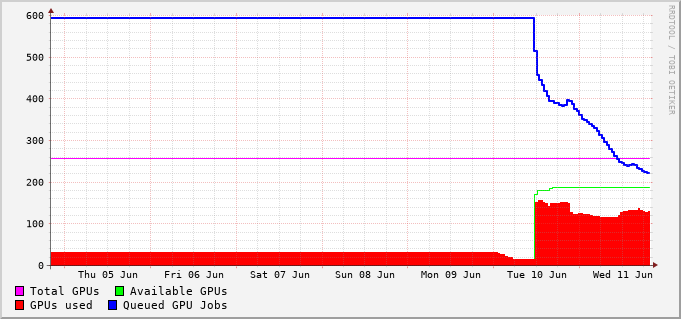 600
500
400
300
200
100
0
Thu 05 Jun Fri 06 Jun Sat 07 Jun Sun 08 Jun Mon 09 Jun Tue 10 Jun Wed 11 Jun
Total GPUs Available GPUs
GPUs used Queued GPU Jobs
RRDTOOL / TOBI OETIKER